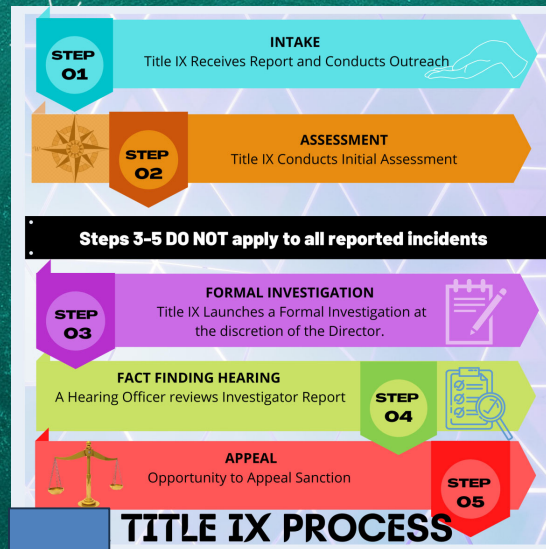 STEP
01
INTAKE
Title IX Receives Report and Conducts Outreach
STEP
02
ASSESSMENT
Title IX Conducts Initial Assessment
Steps 3-5 DO NOT apply to all reported incidents
STEP
03
FORMAL INVESTIGATION
Title IX Launches a Formal Investigation at
the discretion of the Director.
FACT FINDING HEARING
A Hearing Officer reviews Investigator Report
STEP
04
APPEAL
Opportunity to Appeal Sanction
STEP
05
TITLE IX PROCESS